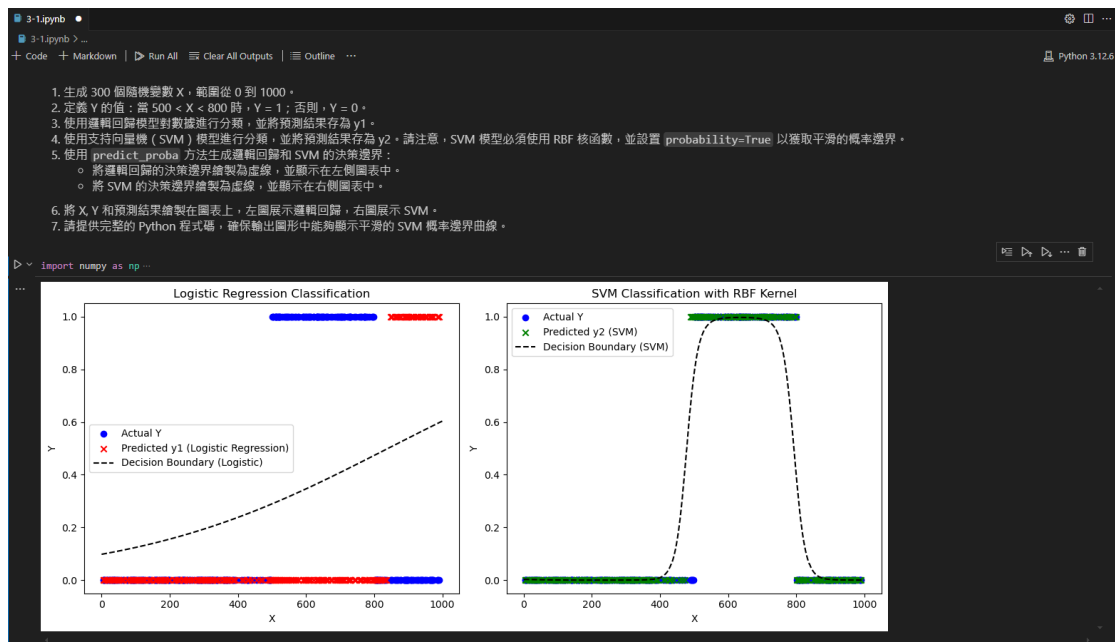 3-1.ipynb
3-1.ipynb > ...
+ Code + Markdown | Run All Clear All Outputs | Outline ...
Python 3.12.6
1. 生成 300 個隨機變數 X，範圍從 0 到 1000。
2. 定義 Y 的值：當 500 < X < 800 時，Y = 1；否則，Y = 0。
3. 使用邏輯回歸模型對數據進行分類，並將預測結果存為 y1。
4. 使用支持向量機（SVM）模型進行分類，並將預測結果存為 y2。請注意，SVM 模型必須使用 RBF 核函數，並設置 probability=True 以獲取平滑的概率邊界。
5. 使用 predict_proba 方法生成邏輯回歸和 SVM 的決策邊界：
◦ 將邏輯回歸的決策邊界繪製為虛線，並顯示在左側圖表中。
◦ 將 SVM 的決策邊界繪製為虛線，並顯示在右側圖表中。
6. 將 X, Y 和預測結果繪製在圖表上，左圖展示邏輯回歸，右圖展示 SVM。
7. 請提供完整的 Python 程式碼，確保輸出圖形中能夠顯示平滑的 SVM 概率邊界曲線。
import numpy as np ...
Logistic Regression Classification
1.0
0.8
0.6
0.4
0.2
0.0
Y
Actual Y
Predicted y1 (Logistic Regression)
Decision Boundary (Logistic)
0 200 400 600 800 1000
X
SVM Classification with RBF Kernel
1.0
0.8
0.6
0.4
0.2
0.0
Y
Actual Y
Predicted y2 (SVM)
Decision Boundary (SVM)
0 200 400 600 800 1000
X